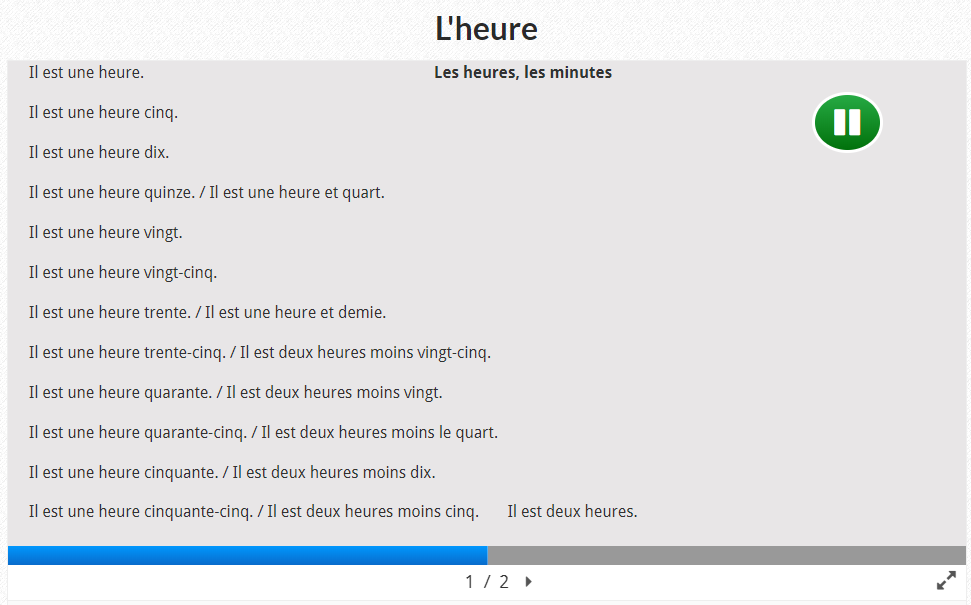 L'heure
Il est une heure.
Les heures, les minutes
Il est une heure cinq.
Il est une heure dix.
Il est une heure quinze. / Il est une heure et quart.
Il est une heure vingt.
Il est une heure vingt-cinq.
Il est une heure trente. / Il est une heure et demie.
Il est une heure trente-cinq. / Il est deux heures moins vingt-cinq.
Il est une heure quarante. / Il est deux heures moins vingt.
Il est une heure quarante-cinq. / Il est deux heures moins le quart.
Il est une heure cinquante. / Il est deux heures moins dix.
Il est une heure cinquante-cinq. / Il est deux heures moins cinq. Il est deux heures.
1 / 2